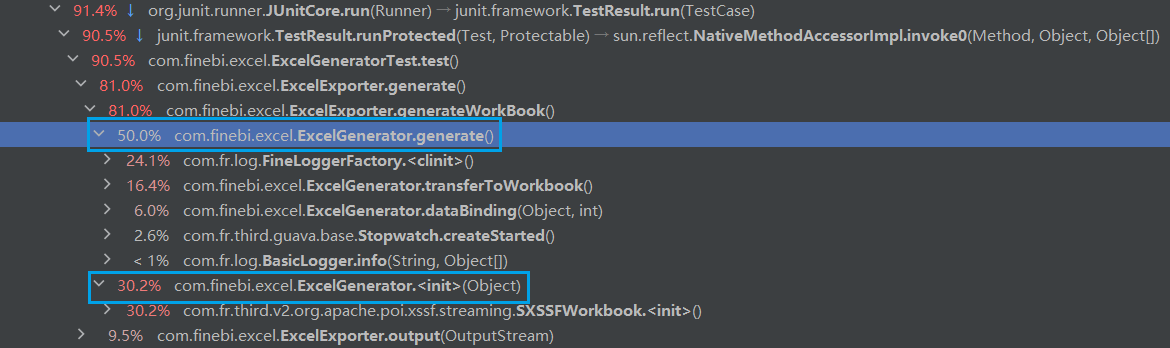 91.4% ↓ org.junit.runner.JUnitCore.run(Runner) → junit.framework.TestResult.run(TestCase)
90.5% ↓ junit.framework.TestResult.runProtected(Test, Protectable) → sun.reflect.NativeMethodAccessorImpl.invoke0(Method, Object, Object[])
90.5% com.finebi.excel.ExcelGeneratorTest.test()
81.0% com.finebi.excel.ExcelExporter.generate()
81.0% com.finebi.excel.ExcelExporter.generateWorkBook()
50.0% com.finebi.excel.ExcelGenerator.generate()
24.1% com.fr.log.FineLoggerFactory.<clinit>()
16.4% com.finebi.excel.ExcelGenerator.transferToWorkbook()
6.0% com.finebi.excel.ExcelGenerator.dataBinding(Object, int)
2.6% com.fr.third.guava.base.Stopwatch.createStarted()
< 1% com.fr.log.BasicLogger.info(String, Object[])
30.2% com.finebi.excel.ExcelGenerator.<init>(Object)
30.2% com.fr.third.v2.org.apache.poi.xssf.streaming.SXSSFWorkbook.<init>()
9.5% com.finebi.excel.ExcelExporter.output(OutputStream)